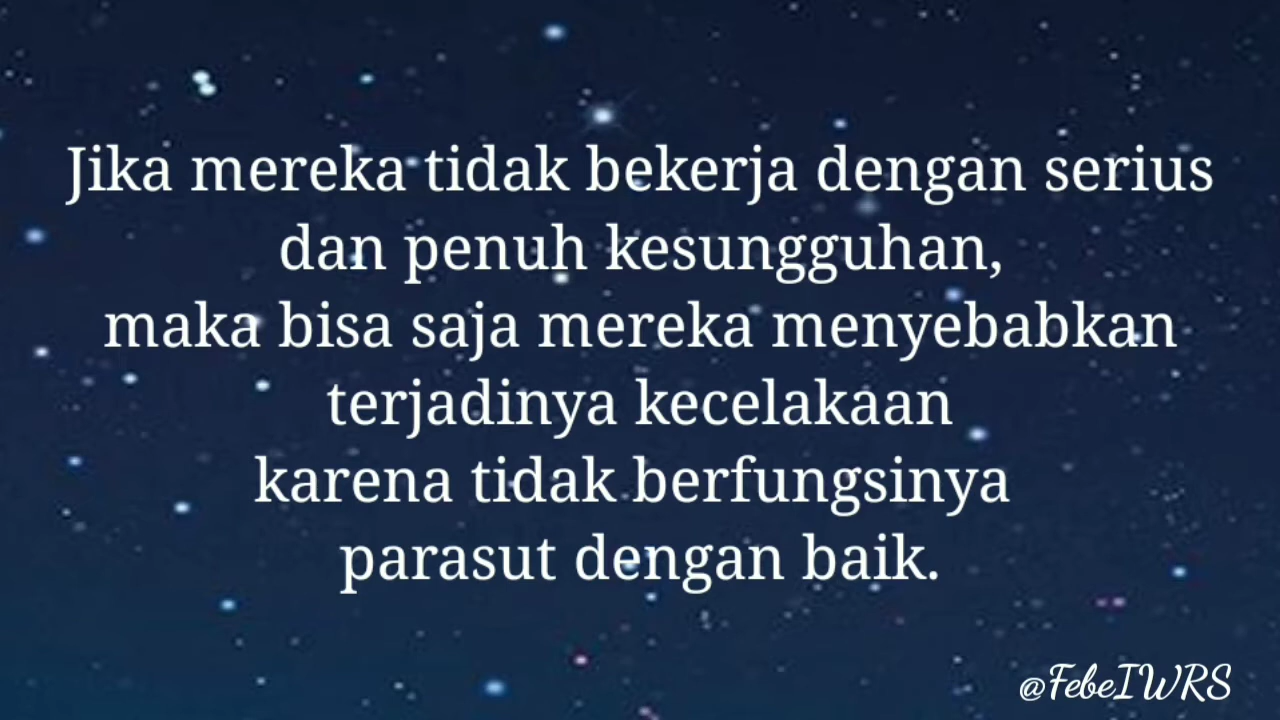 Jika mereka tidak bekerja dengan serius
dan penuh kesungguhan,
maka bisa saja mereka menyebabkan
terjadinya kecelakaan
karena tidak berfungsinya
parasut dengan baik.
@FebeIWRS